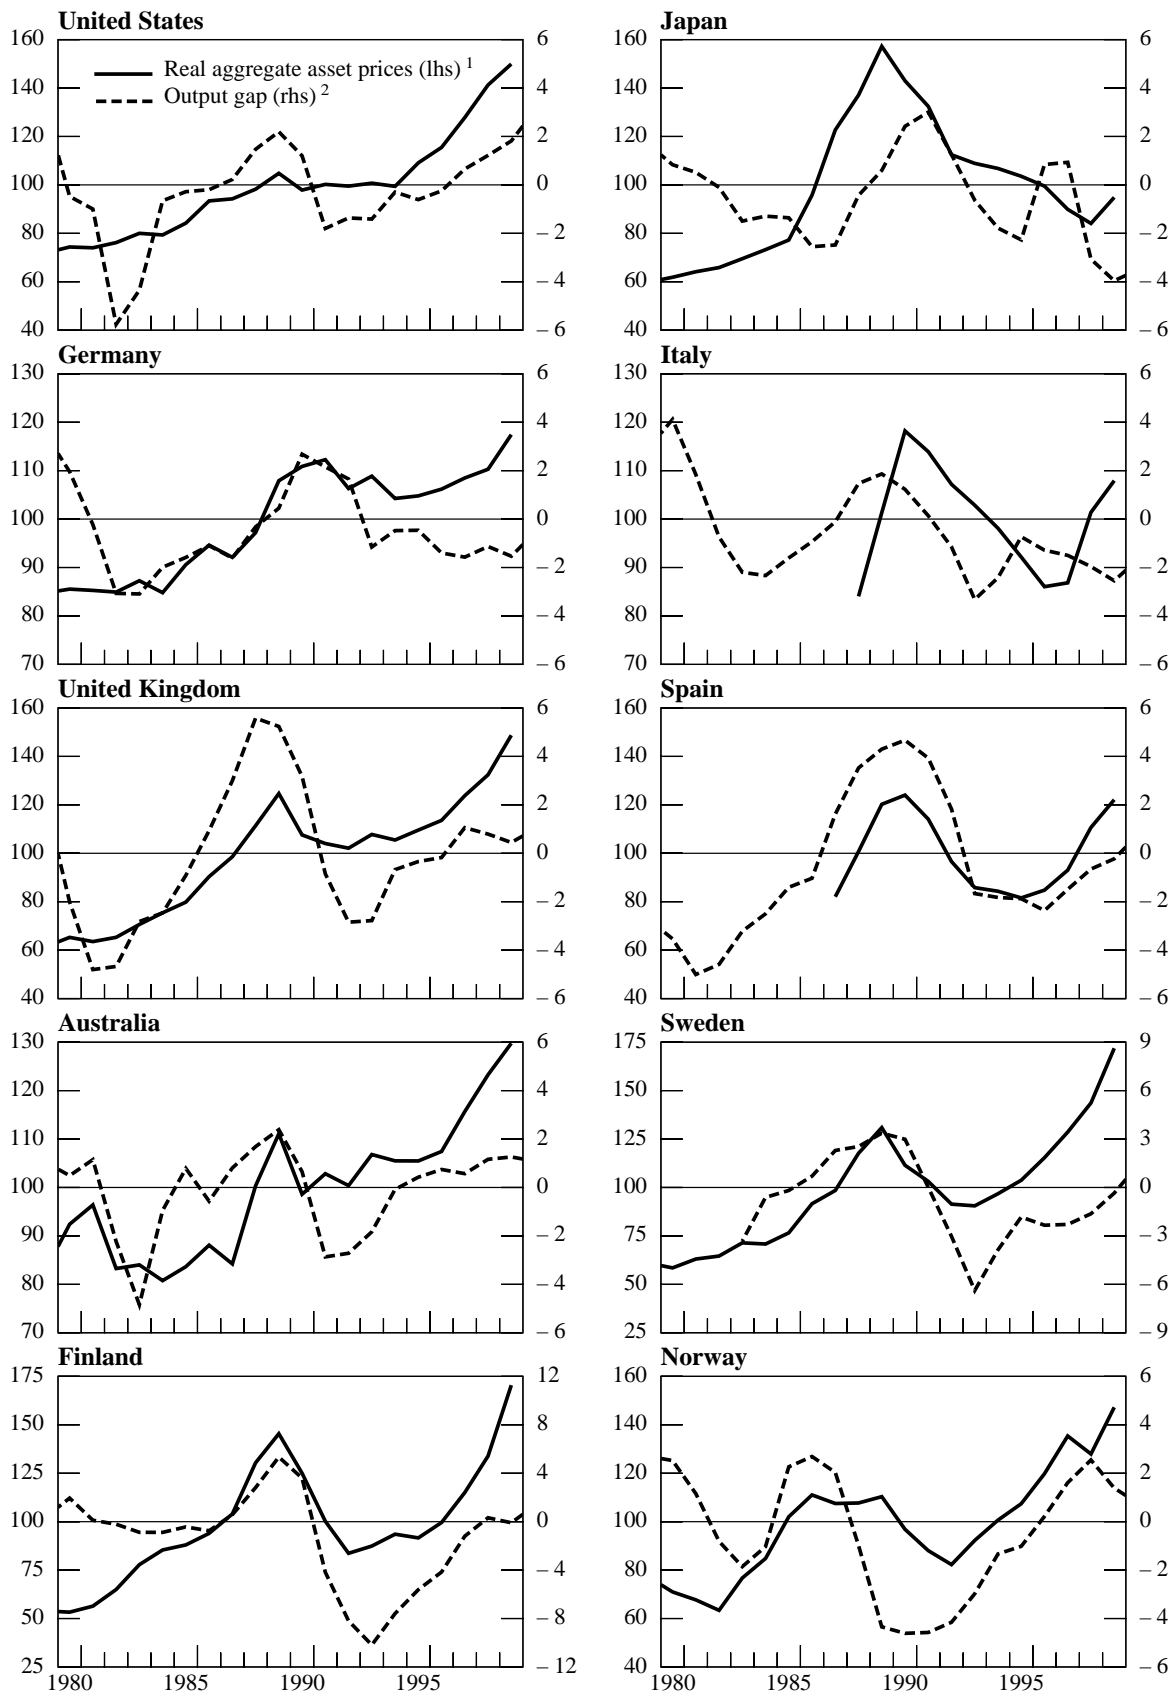 United States Japan
160 6 160 6
Real aggregate asset prices (lhs) 1
140 4 140 4
Output gap (rhs) 2
120 2 120 2
100 0 100 0
80 –2 80 –2
60 –4 60 –4
40 –6 40 –6
Germany Italy
130 6 130 6
120 4 120 4
110 2 110 2
100 0 100 0
90 –2 90 –2
80 –4 80 –4
70 –6 70 –6
United Kingdom Spain
160 6 160 6
140 4 140 4
120 2 120 2
100 0 100 0
80 –2 80 –2
60 –4 60 –4
40 –6 40 –6
Australia Sweden
130 6 175 9
120 4 150 6
110 2 125 3
100 0 100 0
90 –2 75 –3
80 –4 50 –6
70 –6 25 –9
Finland Norway
175 12 160 6
150 8 140 4
125 4 120 2
100 0 100 0
75 –4 80 –2
50 –8 60 –4
25 –12 40 –6
1980 1985 1990 1995 1980 1985 1990 1995